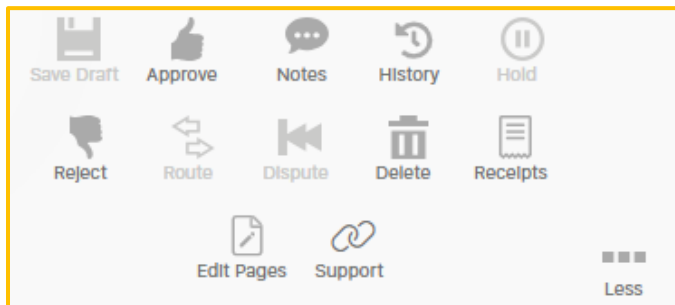 Save Draft Approve Notes History Hold
Reject Route Dispute Delete Receipts
Edit Pages Support
Less